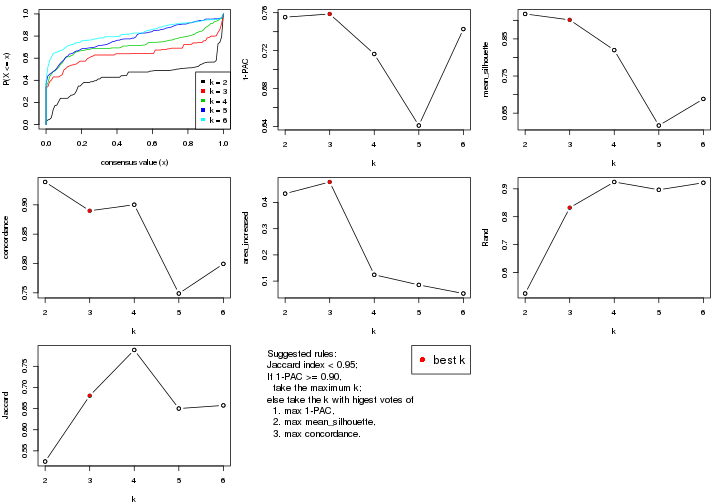 P(X <= x)
0.0 0.2 0.4 0.6 0.8 1.0
k = 2
k = 3
k = 4
k = 5
k = 6
0.0 0.2 0.4 0.6 0.8 1.0
consensus value (x)
1-PAC
0.64 0.68 0.72 0.76
2 3 4 5 6
k
mean_silhouette
0.65 0.75 0.85
2 3 4 5 6
k
concordance
0.75 0.80 0.85 0.90
2 3 4 5 6
k
area_increased
0.1 0.2 0.3 0.4
2 3 4 5 6
k
Rand
0.6 0.7 0.8 0.9
2 3 4 5 6
k
Jaccard
0.55 0.60 0.65 0.70 0.75
2 3 4 5 6
k
Suggested rules:
Jaccard index < 0.95;
If 1-PAC >= 0.90,
take the maximum k;
else take the k with higest votes of
1. max 1-PAC,
2. max mean_silhouette,
3. max concordance.
best k